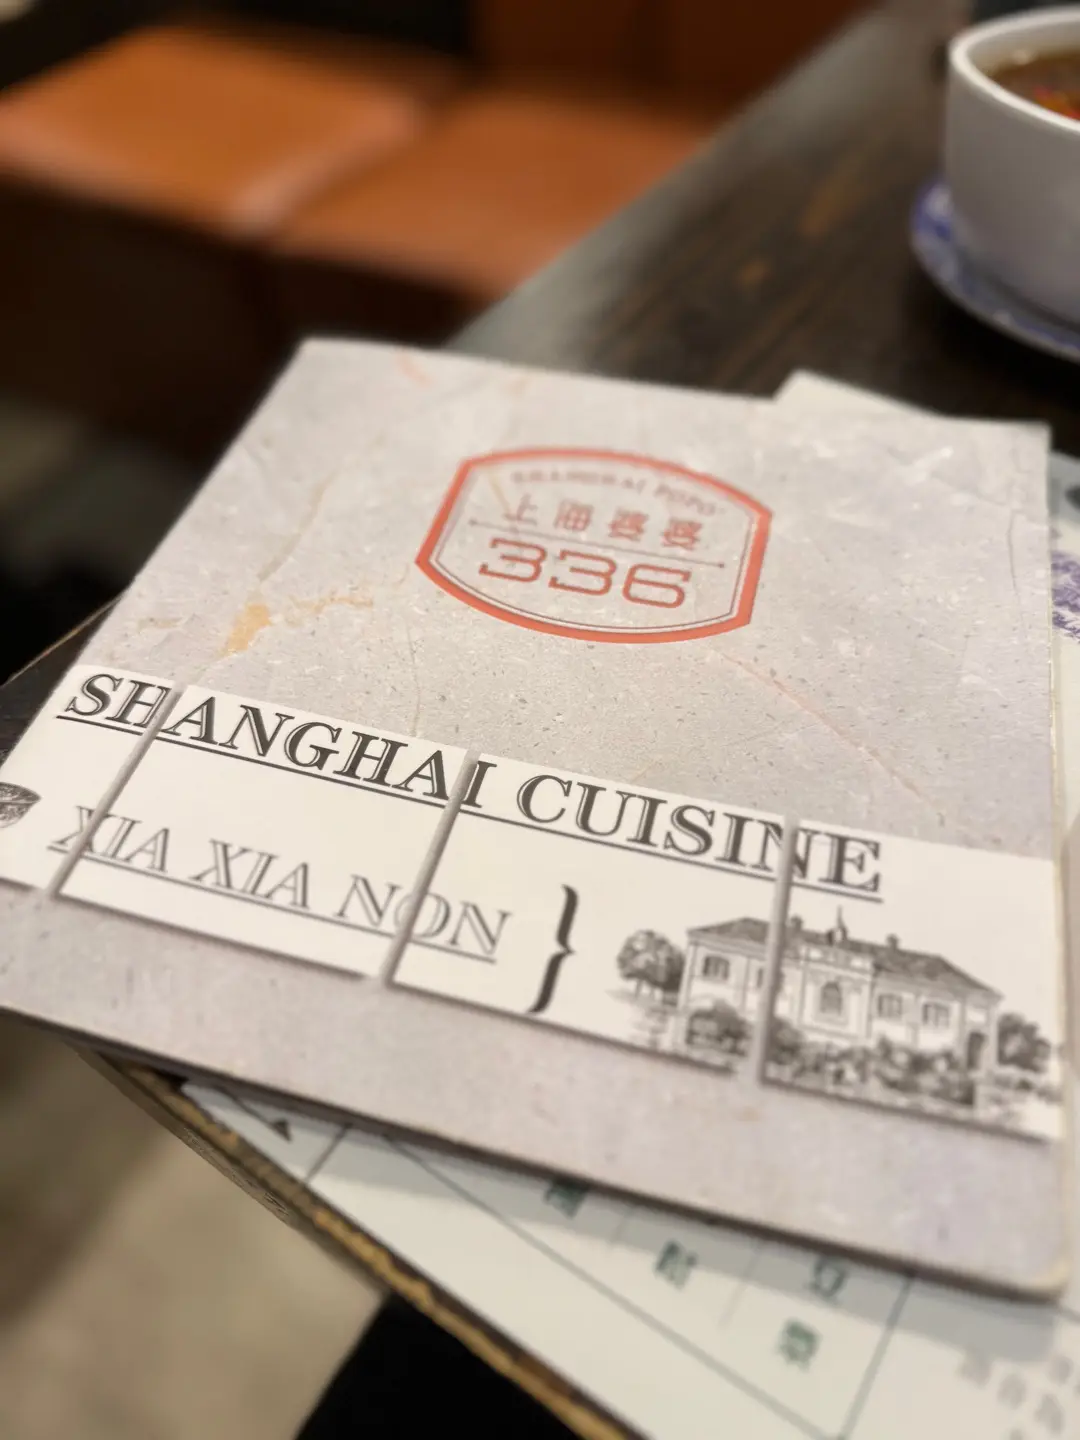 SHANGHAI POPO
上海婆婆
336
SHANGHAI CUISINE
XIA XIA NON
}